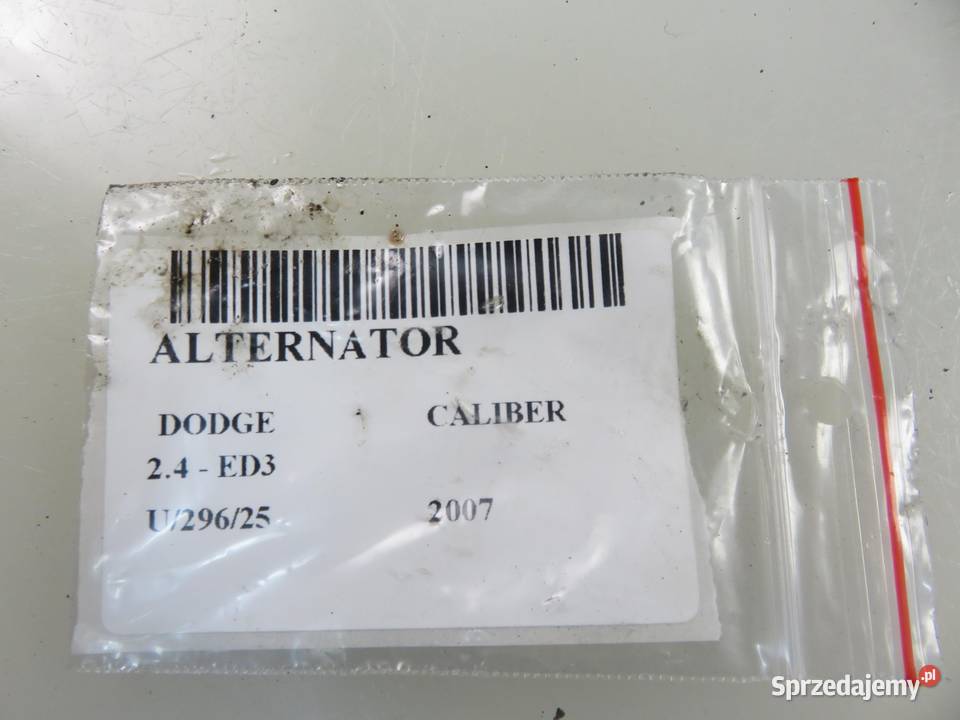 ALTERNATOR
DODGE CALIBER
2.4 - ED3
U/296/25 2007
Sprzedajemy.pl